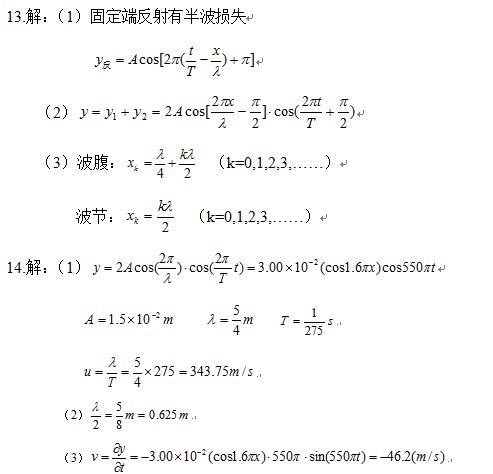 13.解：（1）固定端反射有半波损失
y反 = A cos[2π(t/T − x/λ) + π]
（2）y = y₁ + y₂ = 2A cos[2πx/λ − π/2]·cos(2πt/T + π/2)
（3）波腹：xₖ = λ/4 + kλ/2 （k=0,1,2,3,……）
波节：xₖ = kλ/2 （k=0,1,2,3,……）
14.解：（1）y = 2A cos(2π/λ)·cos(2π/T t) = 3.00×10⁻²(cos1.6πx)cos550πt
A = 1.5×10⁻² m λ = 5/4 m T = 1/275 s
u = λ/T = 5/4 × 275 = 343.75m/s
（2）λ/2 = 5/8 m = 0.625m
（3）v = ∂y/∂t = −3.00×10⁻²(cos1.6πx)·550π·sin(550πt) = −46.2(m/s)